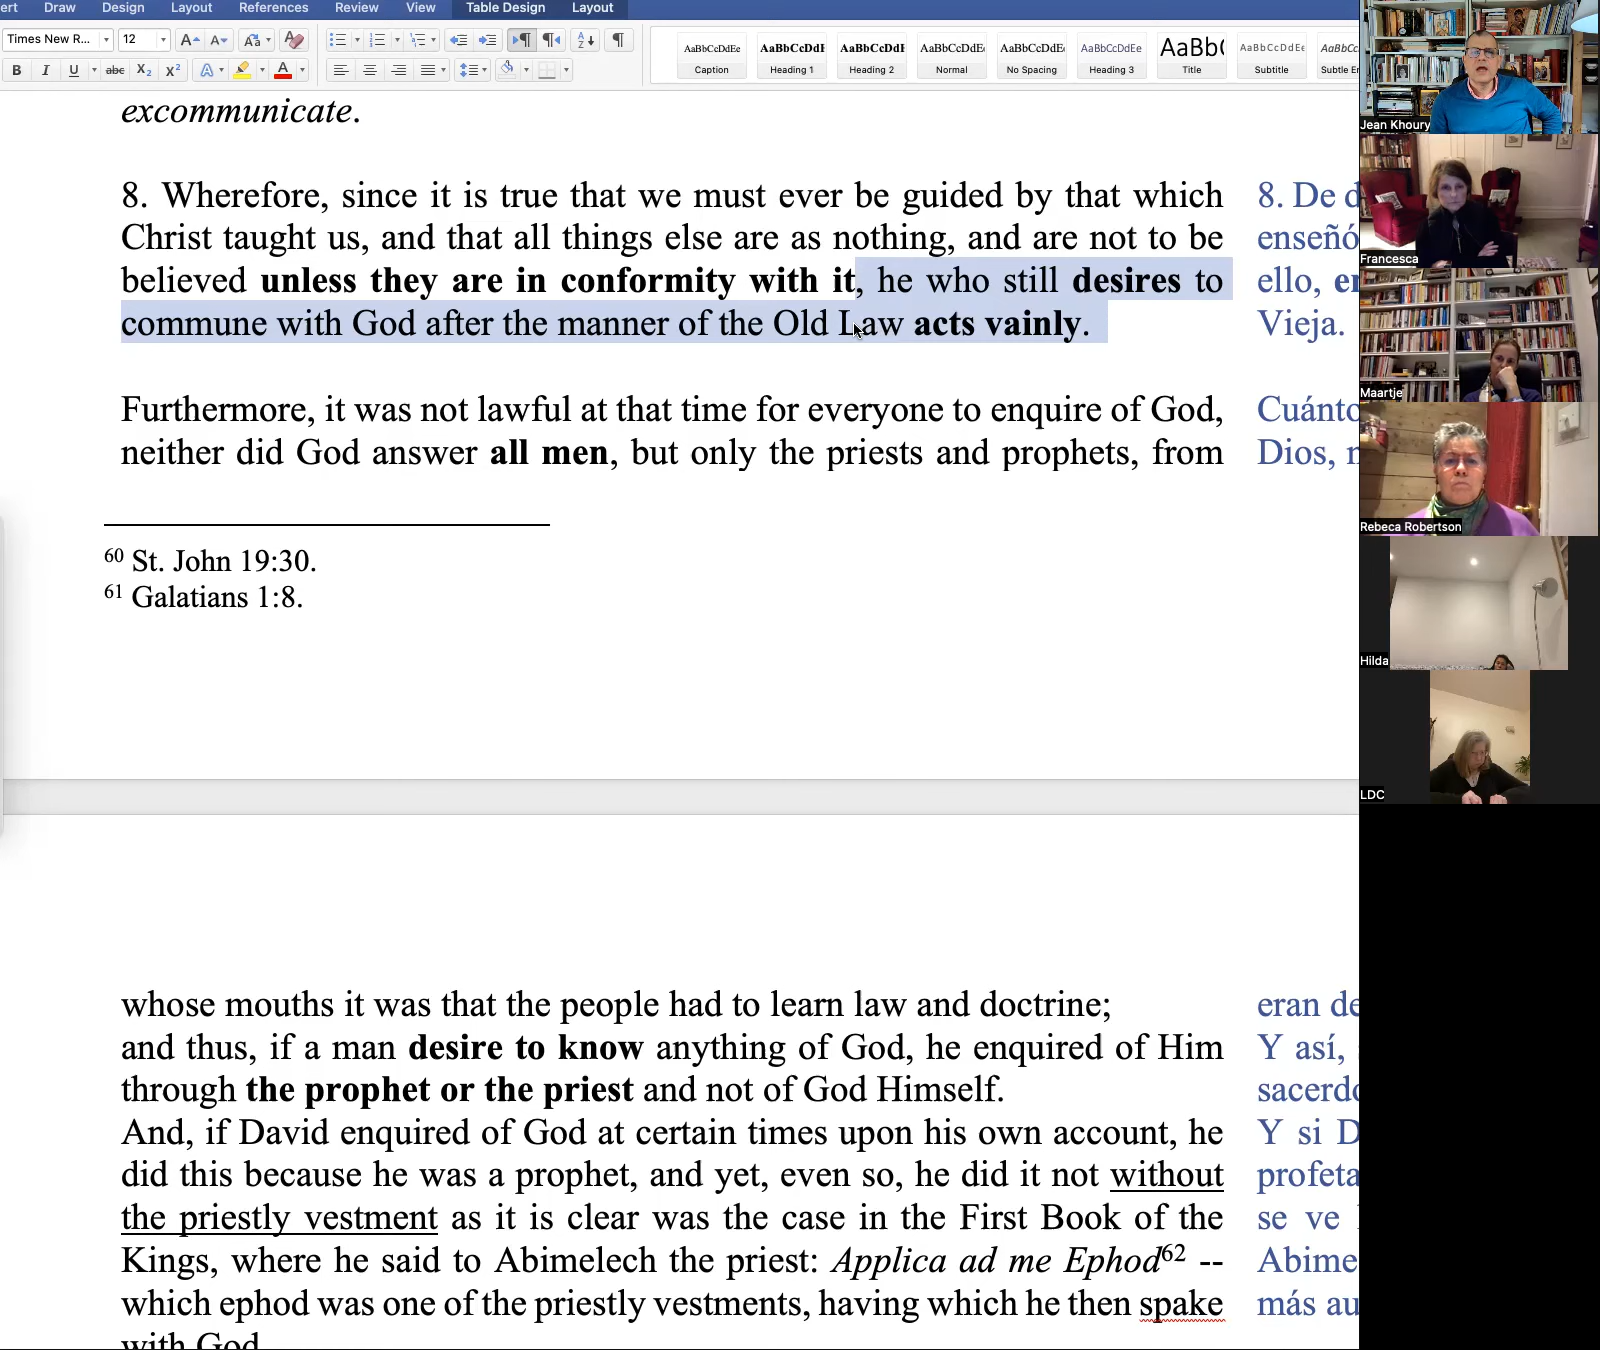 ert Draw Design Layout References Review View Table Design Layout
Times New R... 12
Caption Heading 1 Heading 2 Normal No Spacing Heading 3 Title Subtitle Subtle Er
excommunicate.
8. Wherefore, since it is true that we must ever be guided by that which
Christ taught us, and that all things else are as nothing, and are not to be
believed unless they are in conformity with it, he who still desires to
commune with God after the manner of the Old Law acts vainly.
Furthermore, it was not lawful at that time for everyone to enquire of God,
neither did God answer all men, but only the priests and prophets, from
60 St. John 19:30.
61 Galatians 1:8.
whose mouths it was that the people had to learn law and doctrine;
and thus, if a man desire to know anything of God, he enquired of Him
through the prophet or the priest and not of God Himself.
And, if David enquired of God at certain times upon his own account, he
did this because he was a prophet, and yet, even so, he did it not without
the priestly vestment as it is clear was the case in the First Book of the
Kings, where he said to Abimelech the priest: Applica ad me Ephod62 --
which ephod was one of the priestly vestments, having which he then spake
with God
8. De d
enseñó
ello, en
Vieja.
Cuánto
Dios, n
eran de
Y así,
sacerdo
Y si D
profeta
se ve
Abime
más au
Jean Khoury
Francesca
Maartje
Rebeca Robertson
Hilda
LDC